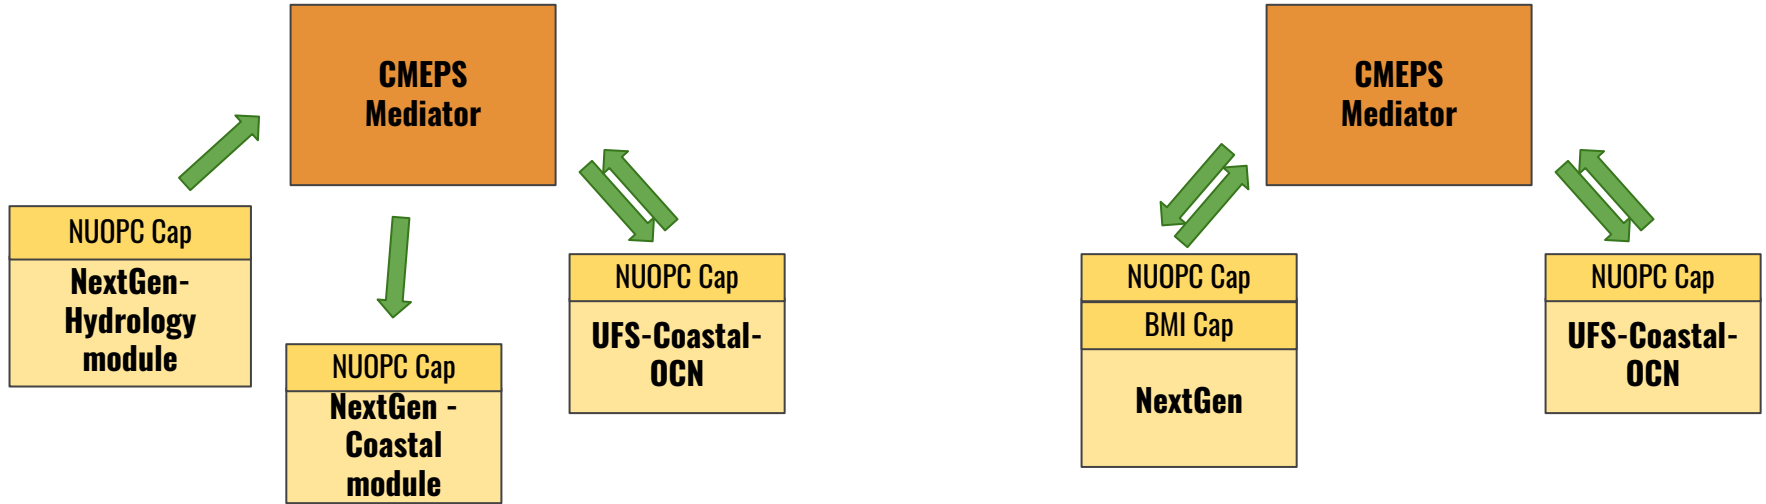 CMEPS
Mediator
NUOPC Cap
NextGen-
Hydrology
module
NUOPC Cap
NextGen -
Coastal
module
NUOPC Cap
UFS-Coastal-
OCN
CMEPS
Mediator
NUOPC Cap
BMI Cap
NextGen
NUOPC Cap
UFS-Coastal-
OCN